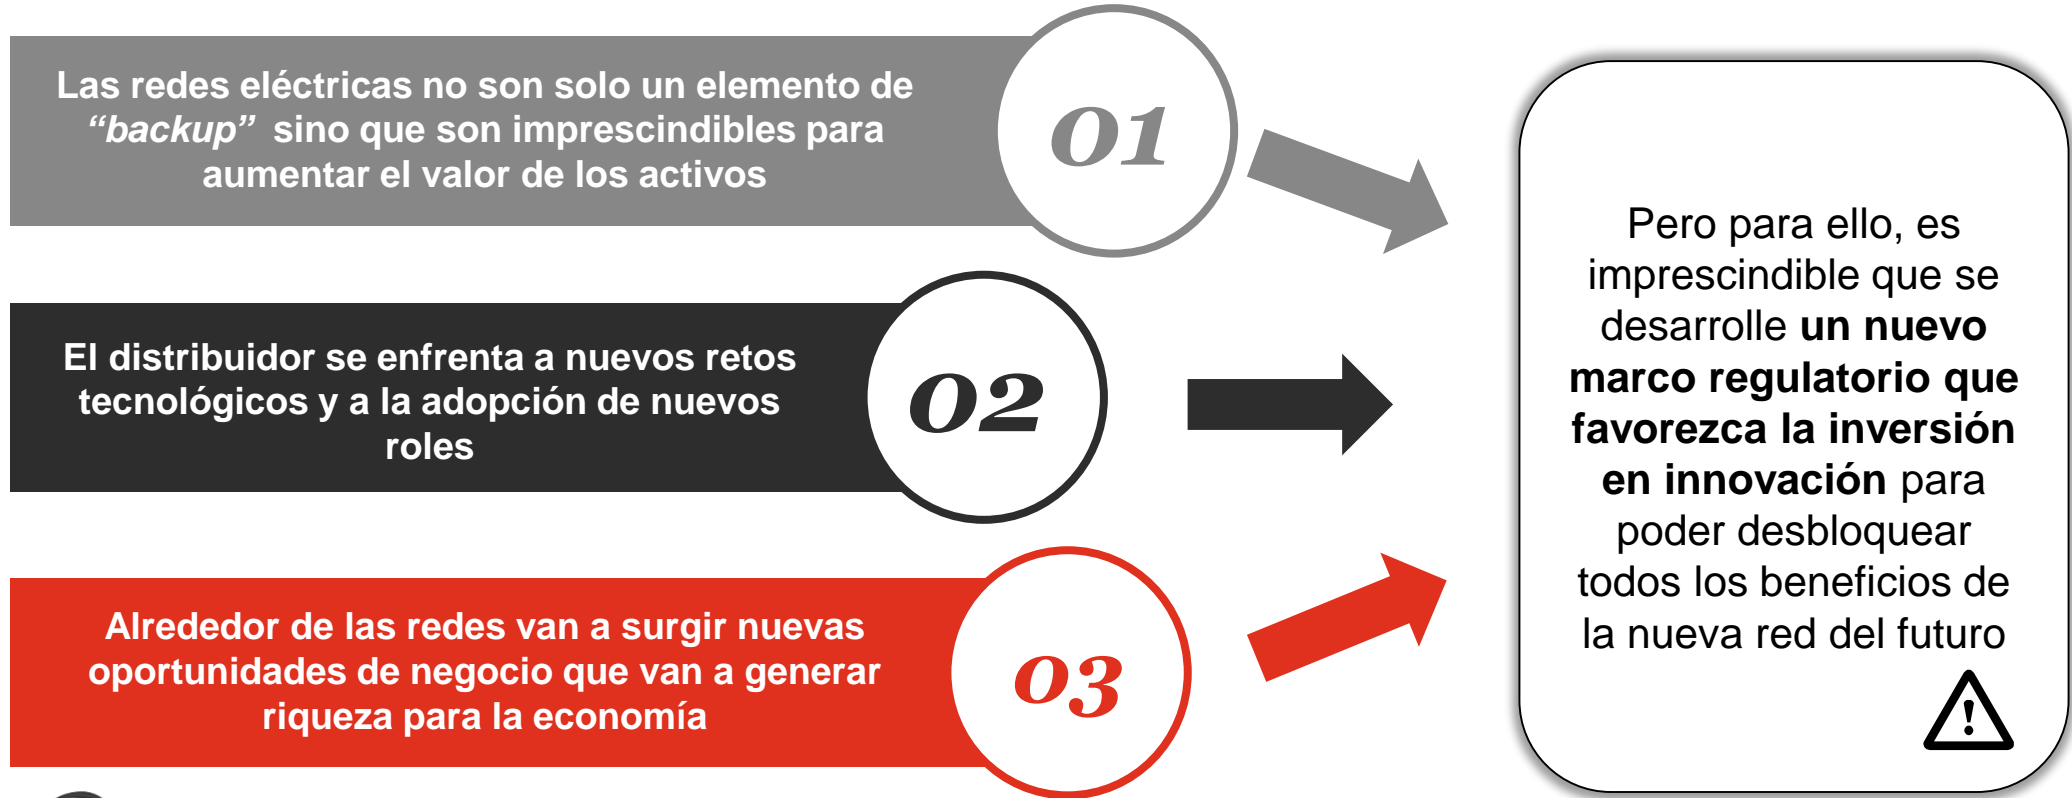 Las redes eléctricas no son solo un elemento de
“backup” sino que son imprescindibles para
aumentar el valor de los activos
01
El distribuidor se enfrenta a nuevos retos
tecnológicos y a la adopción de nuevos
roles
02
Alrededor de las redes van a surgir nuevas
oportunidades de negocio que van a generar
riqueza para la economía
03
Pero para ello, es
imprescindible que se
desarrolle un nuevo
marco regulatorio que
favorezca la inversión
en innovación para
poder desbloquear
todos los beneficios de
la nueva red del futuro